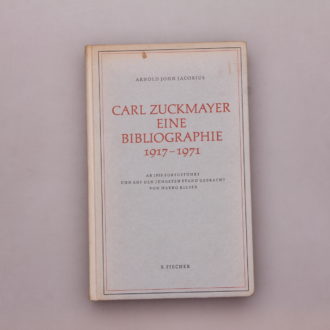 ARNOLD JOHN JACOBIUS
CARL ZUCKMAYER
EINE
BIBLIOGRAPHIE
1917–1971
AB 1955 FORTGEFÜHRT
UND AUF DEN JÜNGSTEN STAND GEBRACHT
VON HARRO KIESER
S. FISCHER